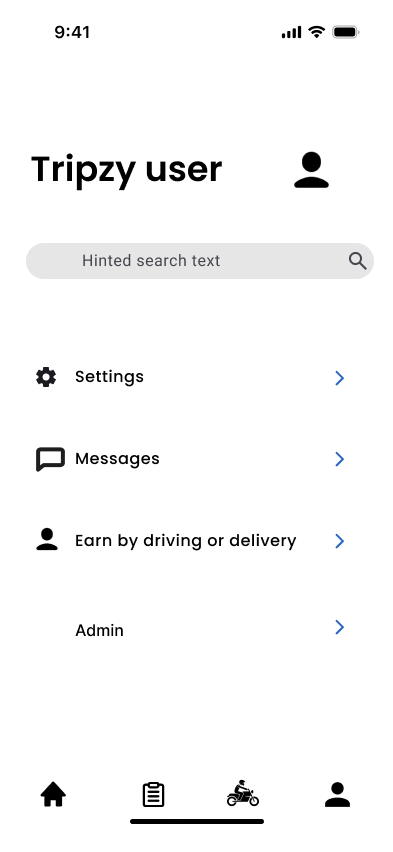 9:41
Tripzy user
Hinted search text
Settings
Messages
Earn by driving or delivery
Admin